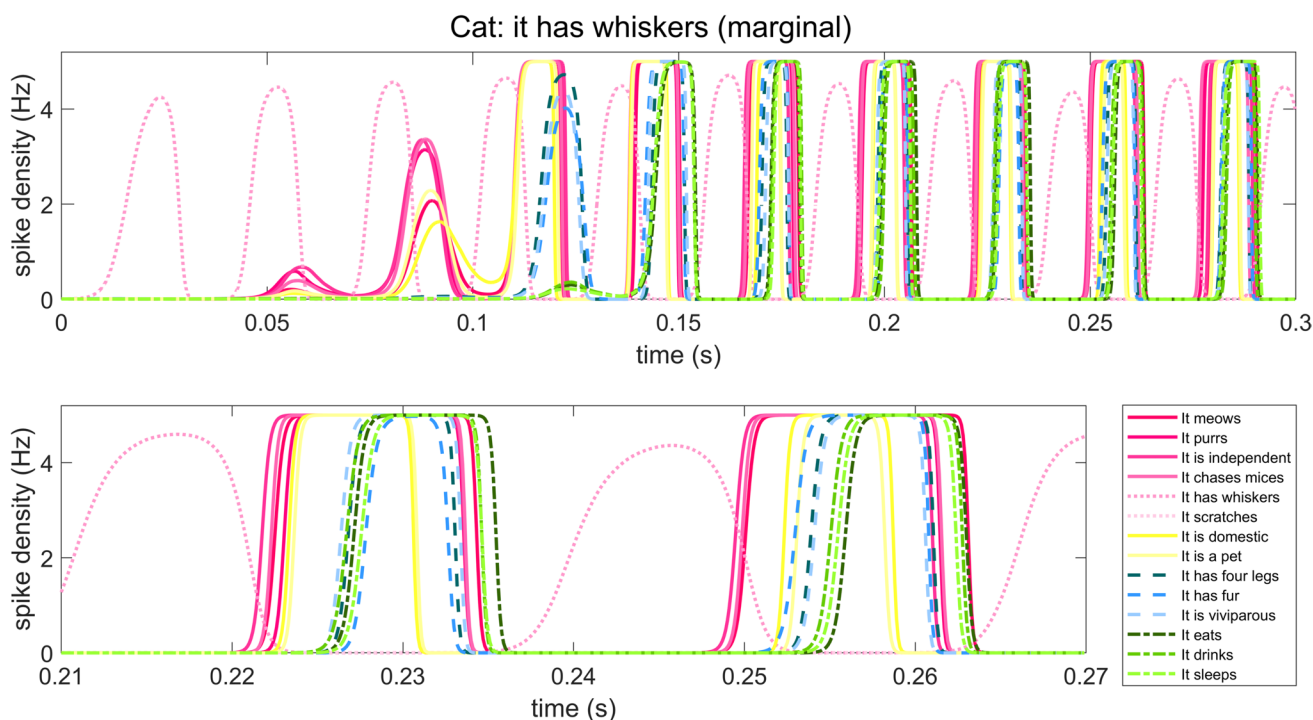 Cat: it has whiskers (marginal)
spike density (Hz)
4
2
0
0 0.05 0.1 0.15 0.2 0.25 0.3
time (s)
spike density (Hz)
4
2
0
0.21 0.22 0.23 0.24 0.25 0.26 0.27
time (s)
It meows
It purrs
It is independent
It chases mices
It has whiskers
It scratches
It is domestic
It is a pet
It has four legs
It has fur
It is viviparous
It eats
It drinks
It sleeps